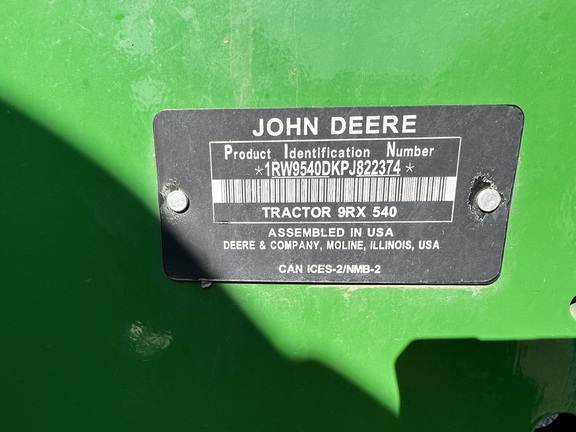 JOHN DEERE
Product Identification Number
*1RW9540DKPJ822374*
TRACTOR 9RX 540
ASSEMBLED IN USA
DEERE & COMPANY, MOLINE, ILLINOIS, USA
CAN ICES-2/NMB-2